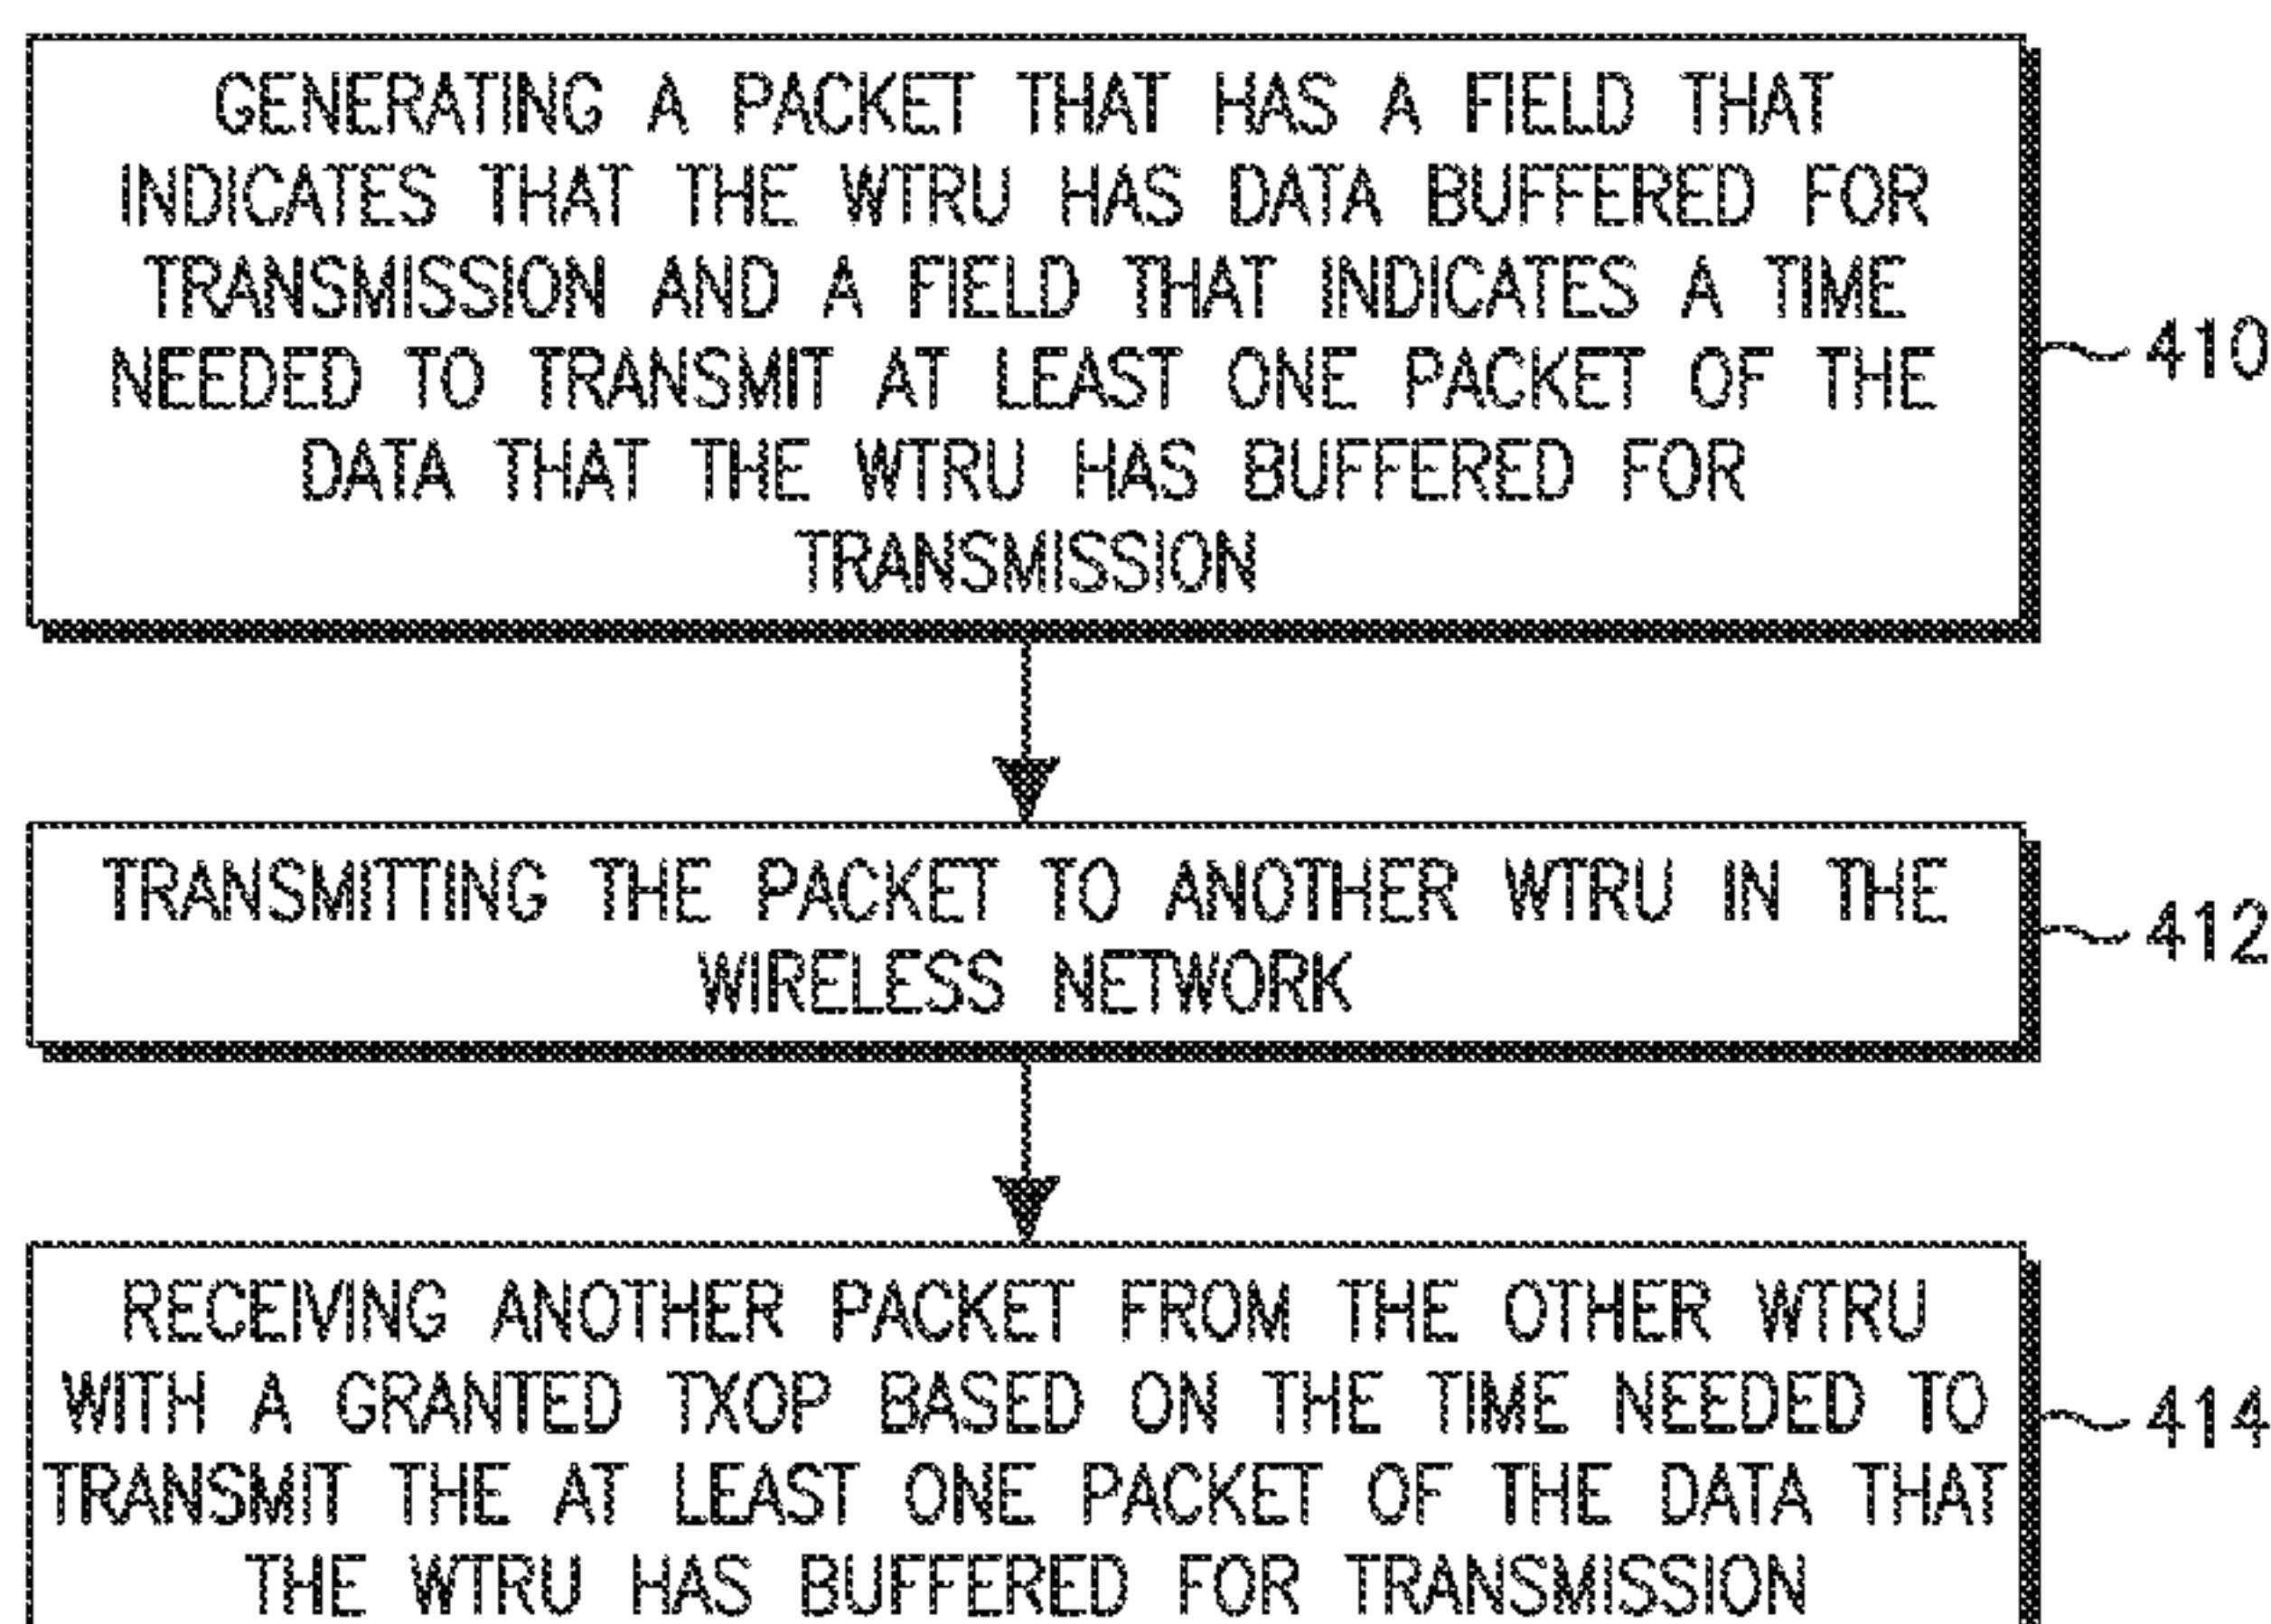 GENERATING A PACKET THAT HAS A FIELD THAT
INDICATES THAT THE WTRU HAS DATA BUFFERED FOR
TRANSMISSION AND A FIELD THAT INDICATES A TIME
NEEDED TO TRANSMIT AT LEAST ONE PACKET OF THE
DATA THAT THE WTRU HAS BUFFERED FOR
TRANSMISSION
410
TRANSMITTING THE PACKET TO ANOTHER WTRU IN THE
WIRELESS NETWORK
412
RECEIVING ANOTHER PACKET FROM THE OTHER WTRU
WITH A GRANTED TXOP BASED ON THE TIME NEEDED TO
TRANSMIT THE AT LEAST ONE PACKET OF THE DATA THAT
THE WTRU HAS BUFFERED FOR TRANSMISSION
414